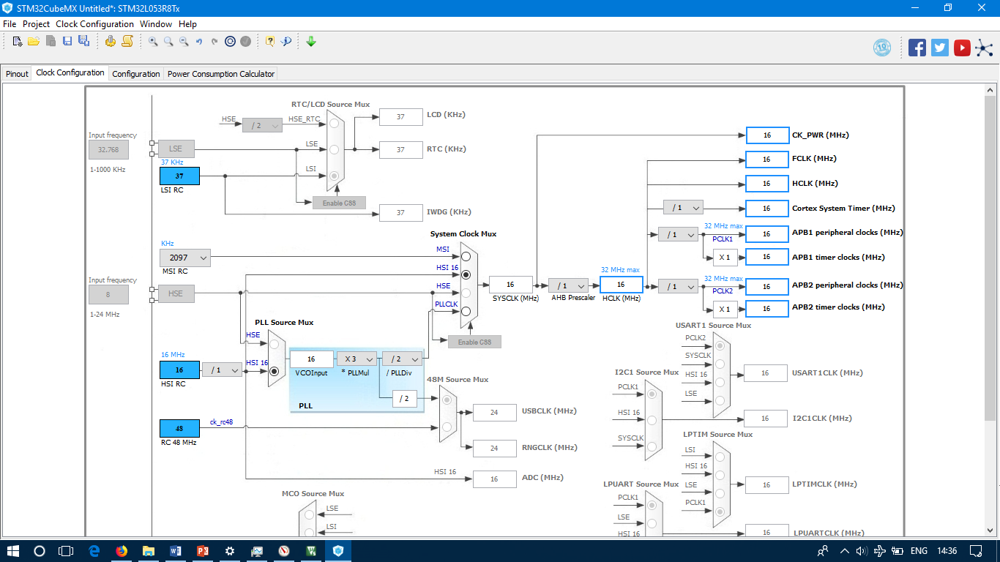 STM32CubeMX Untitled*: STM32L053R8Tx
File Project Clock Configuration Window Help
Pinout Clock Configuration Configuration Power Consumption Calculator
RTC/LCD Source Mux
HSE / 2 HSE_RTC 37 LCD (KHz)
Input frequency
32.768 LSE LSE 37 RTC (KHz)
1-1000 KHz
37 KHz
37 LSI
LSI RC
Enable CSS
37 IWDG (KHz)
16 CK_PWR (MHz)
16 FCLK (MHz)
16 HCLK (MHz)
/ 1 16 Cortex System Timer (MHz)
32 MHz max
/ 1 PCLK1 16 APB1 peripheral clocks (MHz)
X 1 16 APB1 timer clocks (MHz)
System Clock Mux
KHz
2097 MSI
MSI RC
HSI 16
Input frequency
8 HSE HSE
1-24 MHz
PLLCLK
Enable CSS
16 / 1 16
SYSCLK (MHz) AHB Prescaler HCLK (MHz)
32 MHz max
32 MHz max
/ 1 PCLK2 16 APB2 peripheral clocks (MHz)
X 1 16 APB2 timer clocks (MHz)
PLL Source Mux
HSE
16 MHz
16 / 1 HSI 16
HSI RC
16 X 3 / 2
VCOInput * PLLMul / PLLDiv
/ 2
PLL
48M Source Mux
48 ck_rc48
RC 48 MHz
24 USBCLK (MHz)
24 RNGCLK (MHz)
HSI 16 16 ADC (MHz)
MCO Source Mux
LSE
LSI
USART1 Source Mux
PCLK2
SYSCLK
HSI 16
LSE
16 USART1CLK (MHz)
I2C1 Source Mux
PCLK1
HSI 16
SYSCLK
16 I2C1CLK (MHz)
LPTIM Source Mux
LSI
HSI 16
LSE
PCLK1
16 LPTIMCLK (MHz)
LPUART Source Mux
PCLK1
LSE
HSI 16
16 LPUARTCLK (MHz)
ENG 14:36